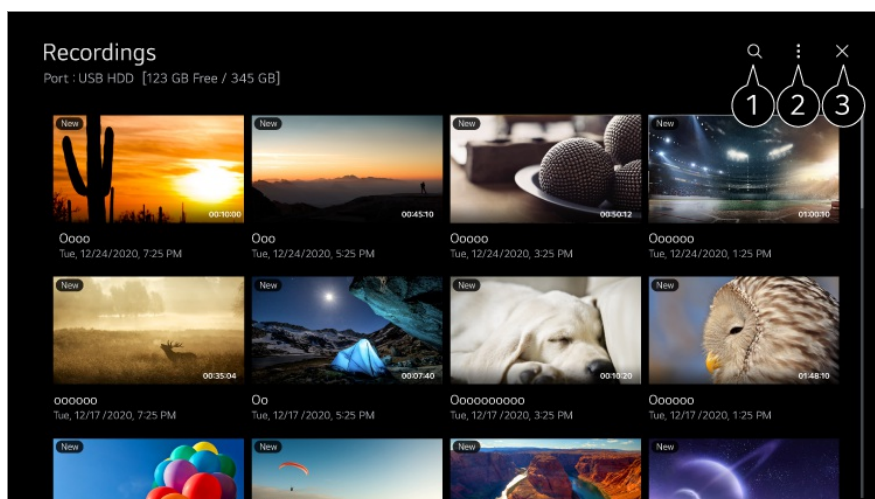 Recordings
Port : USB HDD [123 GB Free / 345 GB]
1 2 3
New New New New
00:10:00 00:45:10 00:50:12 01:00:10
Oooo Ooo Ooooo Oooooo
Tue, 12/24/2020, 7:25 PM Tue, 12/24/2020, 5:25 PM Tue, 12/24/2020, 3:25 PM Tue, 12/24/2020, 1:25 PM
New New New New
00:35:04 00:07:40 00:10:20 01:48:10
oooooo Oo Oooooooooo Oooooo
Tue, 12/17/2020, 7:25 PM Tue, 12/17/2020, 5:25 PM Tue, 12/17/2020, 3:25 PM Tue, 12/17/2020, 1:25 PM
New New New New